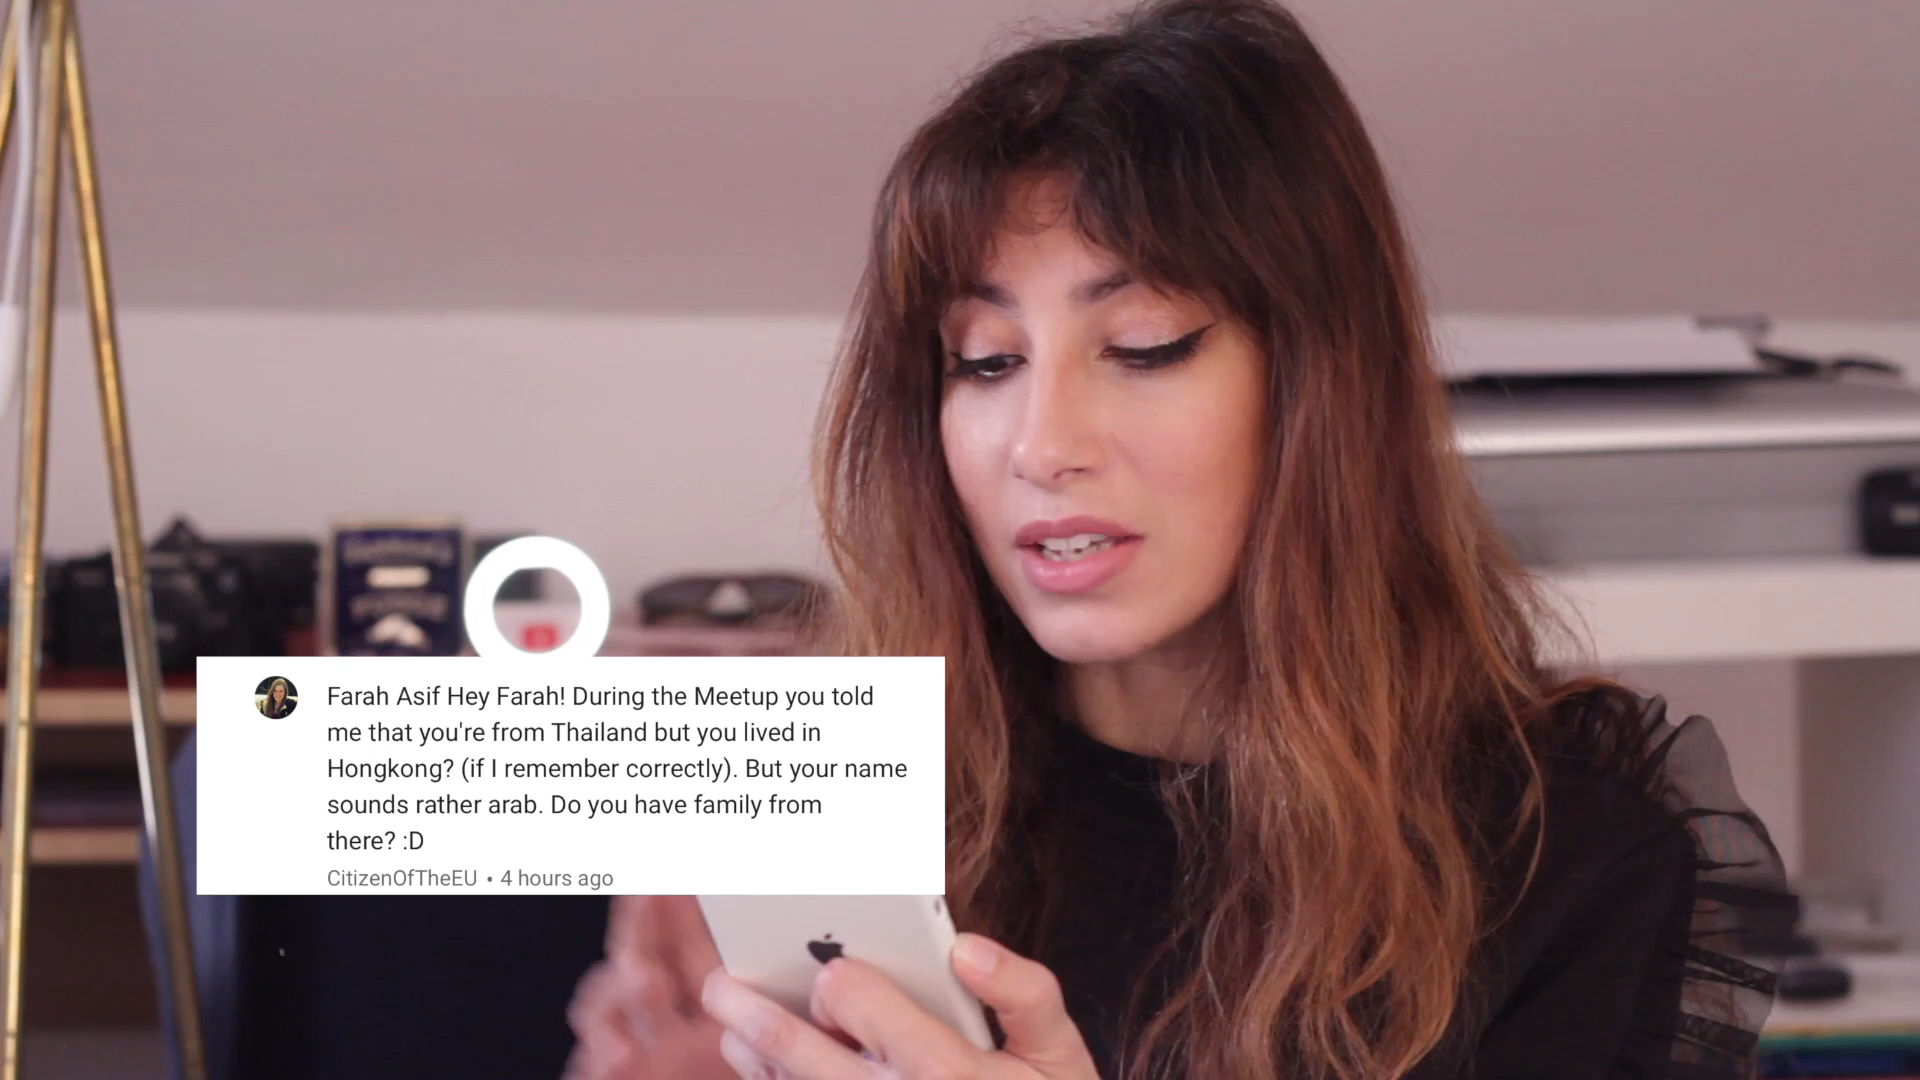 Farah Asif Hey Farah! During the Meetup you told
me that you're from Thailand but you lived in
Hongkong? (if I remember correctly). But your name
sounds rather arab. Do you have family from
there? :D
CitizenOfTheEU • 4 hours ago